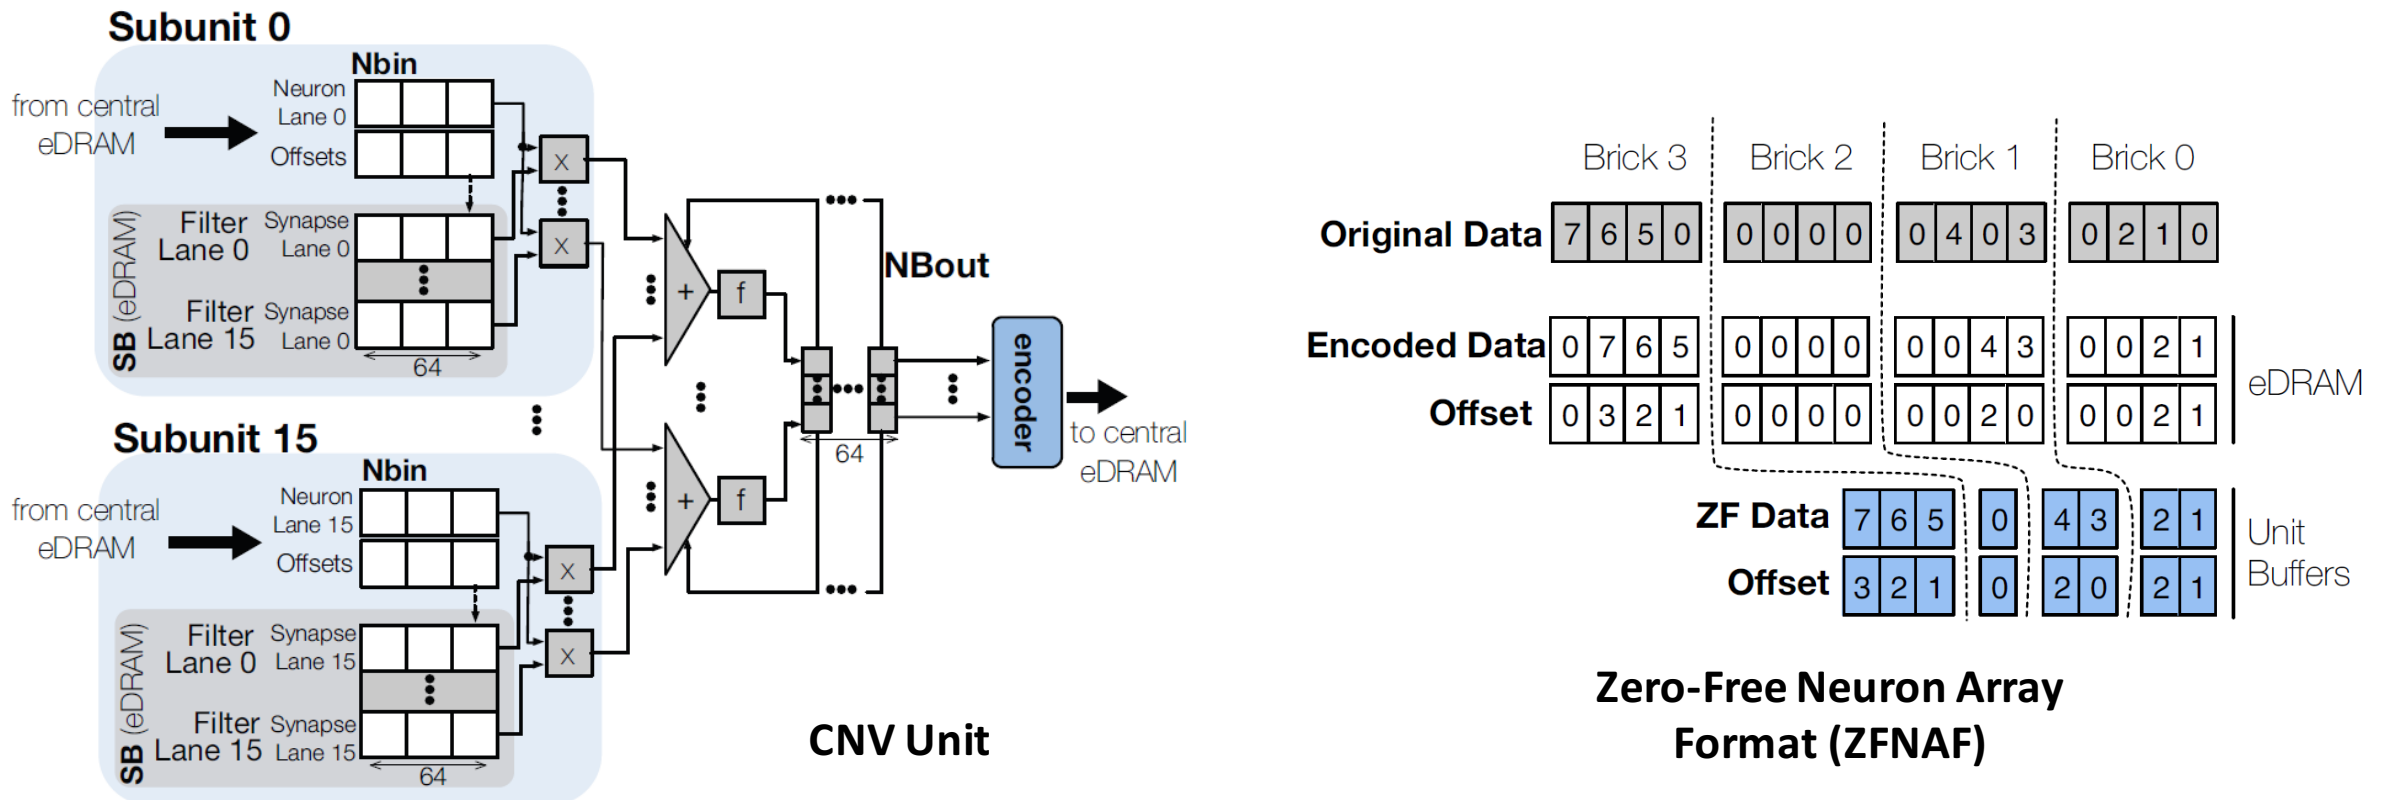 Subunit 0
Nbin
Neuron
Lane 0
from central
eDRAM
Offsets
x
SB (eDRAM)
Filter
Lane 0
Synapse
Lane 0
x
Filter
Lane 15
Synapse
Lane 0
64
Subunit 15
Nbin
Neuron
Lane 15
from central
eDRAM
Offsets
x
SB (eDRAM)
Filter
Lane 0
Synapse
Lane 15
x
Filter
Lane 15
Synapse
Lane 15
64
+
f
+
f
NBout
64
encoder
to central
eDRAM
CNV Unit
Brick 3 Brick 2 Brick 1 Brick 0
Original Data 7 6 5 0 0 0 0 0 0 4 0 3 0 2 1 0
Encoded Data 0 7 6 5 0 0 0 0 0 0 4 3 0 0 2 1
Offset 0 3 2 1 0 0 0 0 0 0 2 0 0 0 2 1
eDRAM
ZF Data 7 6 5 0 4 3 2 1
Offset 3 2 1 0 2 0 2 1
Unit
Buffers
Zero-Free Neuron Array
Format (ZFNAF)